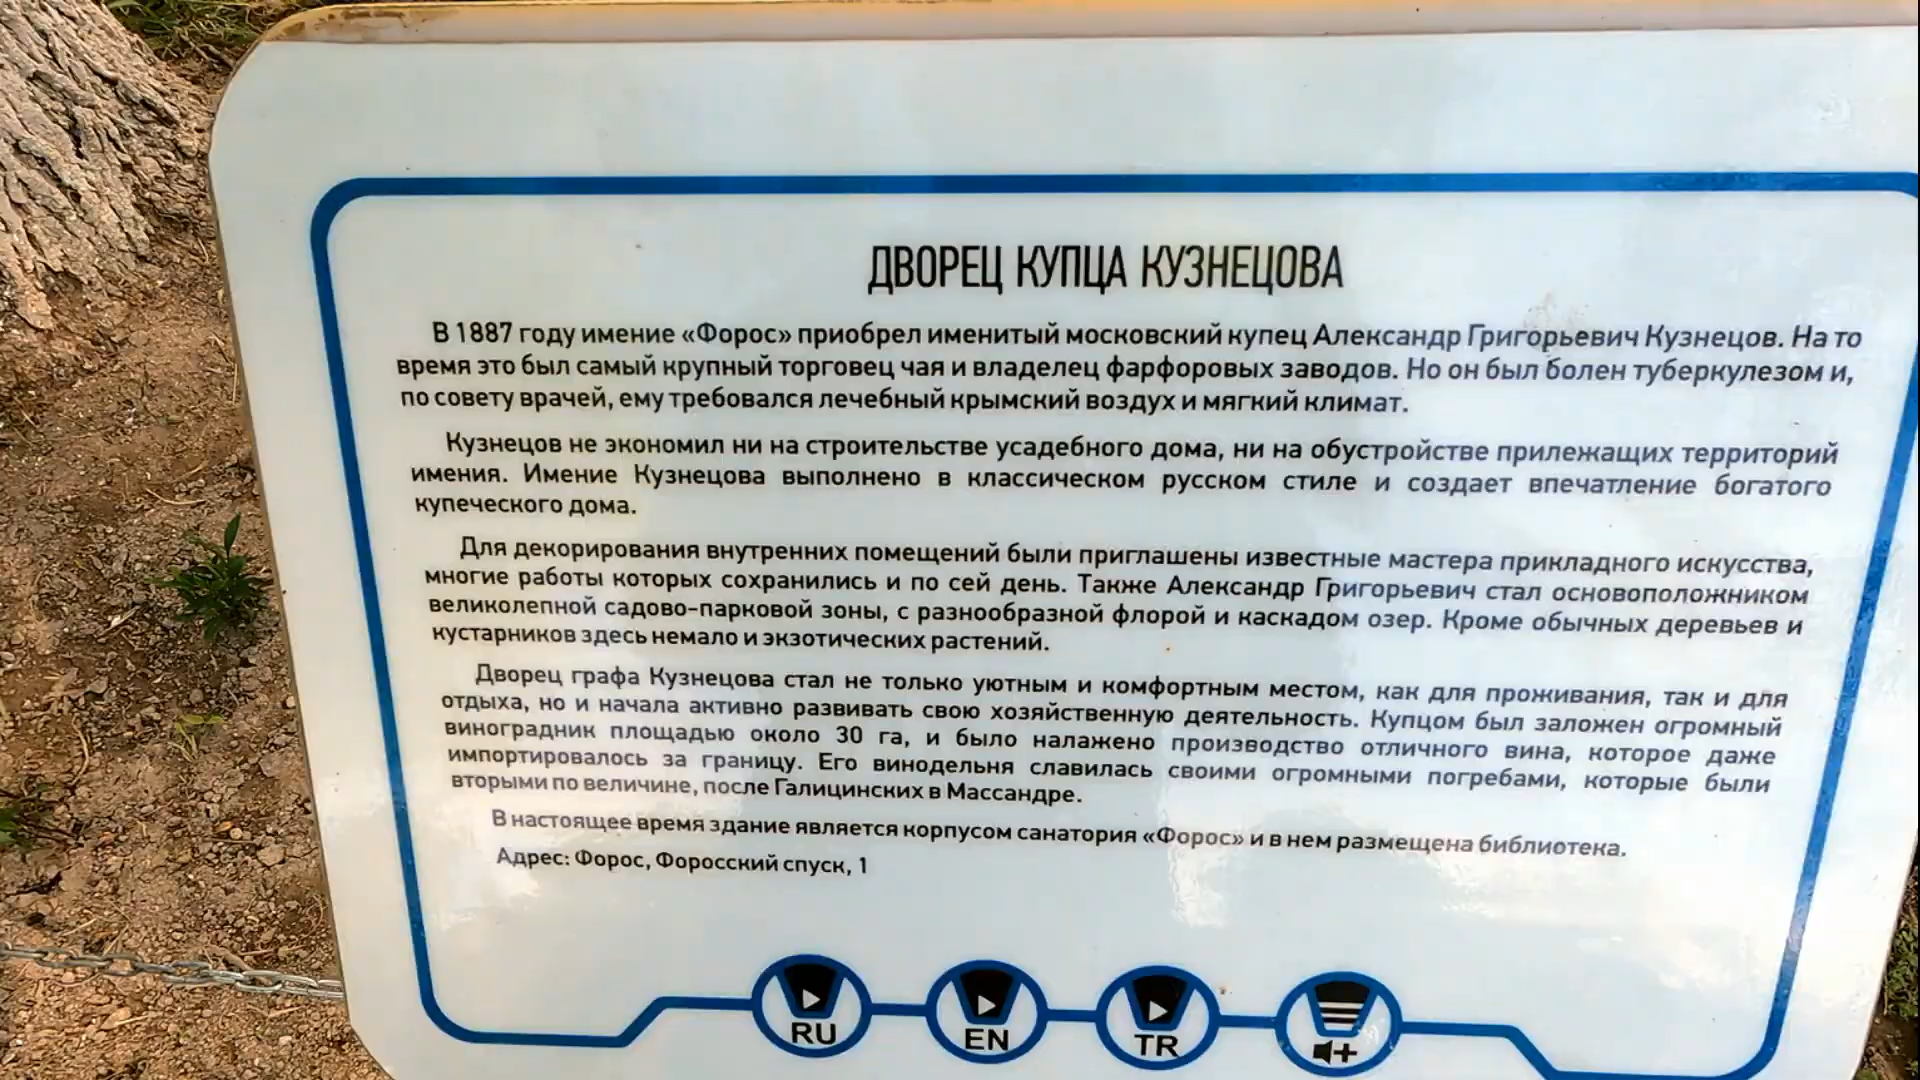 ДВОРЕЦ КУПЦА КУЗНЕЦОВА
В 1887 году имение «Форос» приобрел именитый московский купец Александр Григорьевич Кузнецов. На то
время это был самый крупный торговец чая и владелец фарфоровых заводов. Но он был болен туберкулезом и,
по совету врачей, ему требовался лечебный крымский воздух и мягкий климат.
Кузнецов не экономил ни на строительстве усадебного дома, ни на обустройстве прилежащих территорий
имения. Имение Кузнецова выполнено в классическом русском стиле и создает впечатление богатого
купеческого дома.
Для декорирования внутренних помещений были приглашены известные мастера прикладного искусства,
многие работы которых сохранились и по сей день. Также Александр Григорьевич стал основоположником
великолепной садово-парковой зоны, с разнообразной флорой и каскадом озер. Кроме обычных деревьев и
кустарников здесь немало и экзотических растений.
Дворец графа Кузнецова стал не только уютным и комфортным местом, как для проживания, так и для
отдыха, но и начала активно развивать свою хозяйственную деятельность. Купцом был заложен огромный
виноградник площадью около 30 га, и было налажено производство отличного вина, которое даже
импортировалось за границу. Его винодельня славилась своими огромными погребами, которые были
вторыми по величине, после Галицинских в Массандре.
В настоящее время здание является корпусом санатория «Форос» и в нем размещена библиотека.
Адрес: Форос, Форосский спуск, 1
RU EN TR